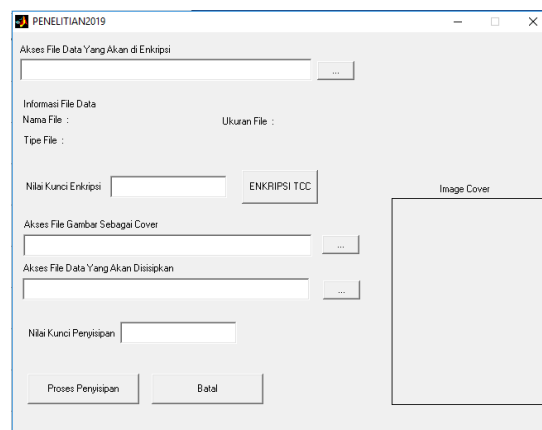 PENELITIAN2019
Akses File Data Yang Akan di Enkripsi
...
Informasi File Data
Nama File :
Ukuran File :
Tipe File :
Nilai Kunci Enkripsi
ENKRIPSI TCC
Image Cover
Akses File Gambar Sebagai Cover
...
Akses File Data Yang Akan Disisipkan
...
Nilai Kunci Penyisipan
Proses Penyisipan
Batal